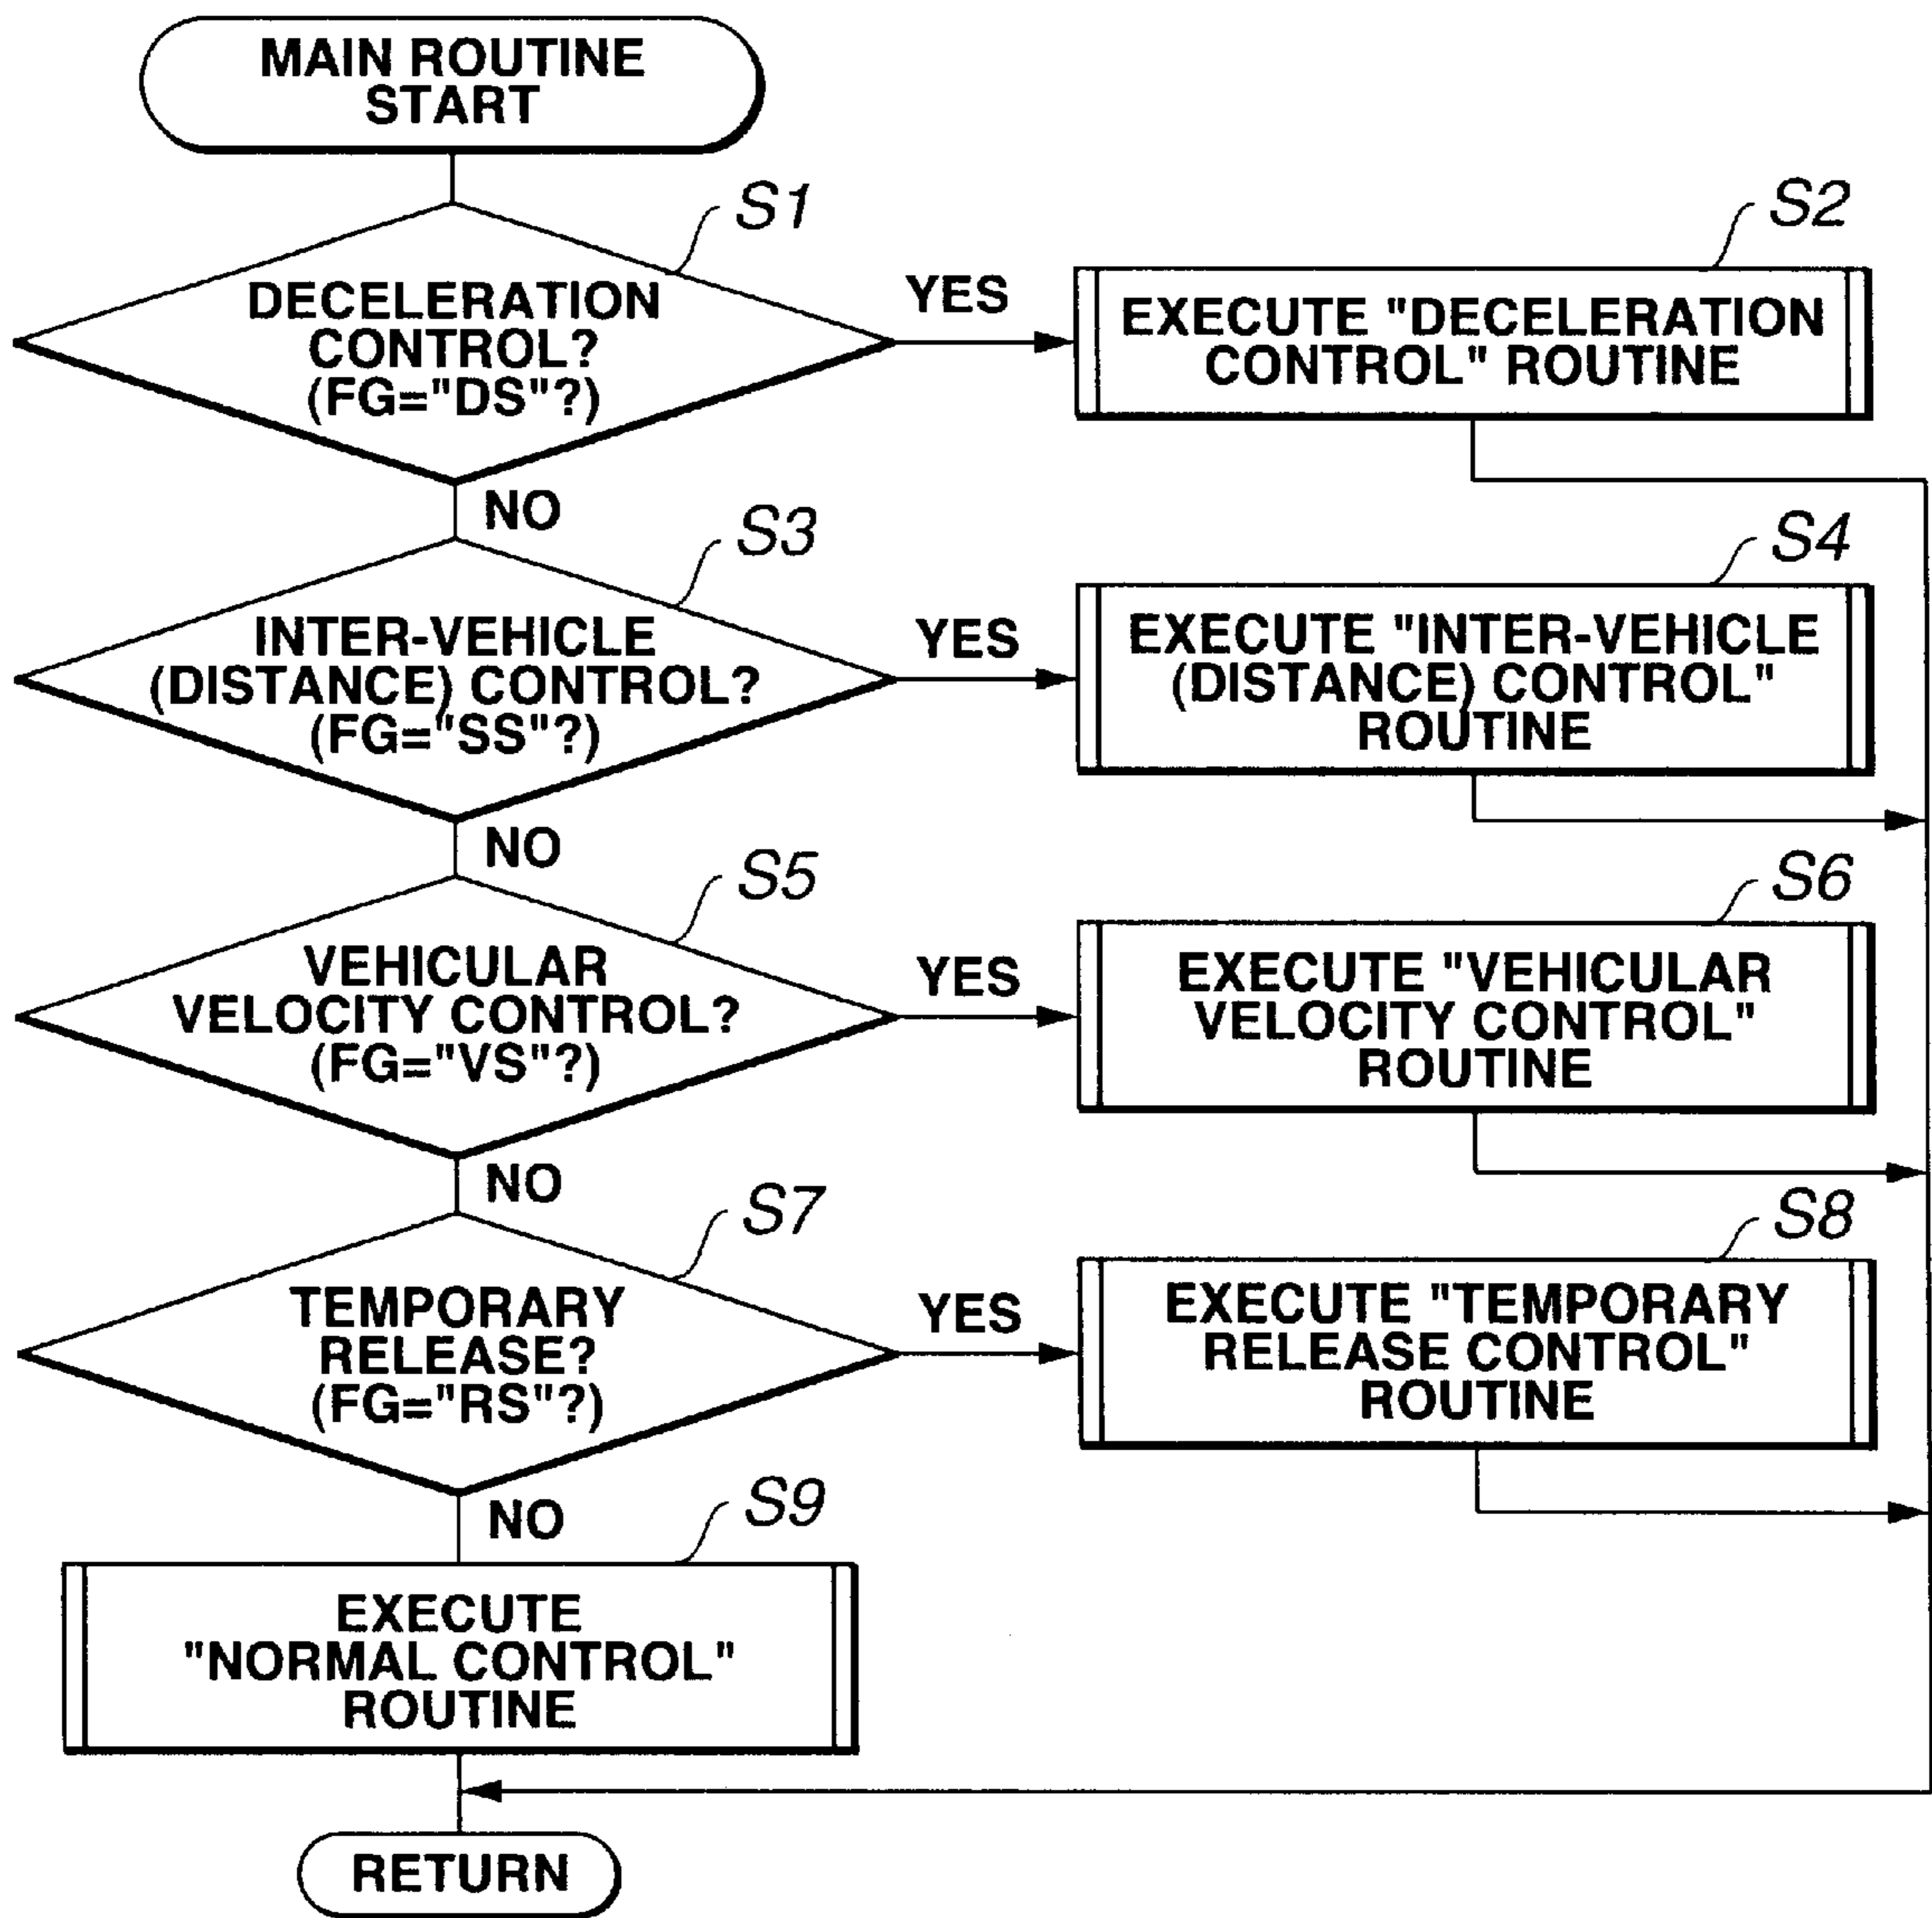 MAIN ROUTINE
START
S1
DECELERATION
CONTROL?
(FG="DS"?)
YES
S2
EXECUTE "DECELERATION
CONTROL" ROUTINE
NO
S3
INTER-VEHICLE
(DISTANCE) CONTROL?
(FG="SS"?)
YES
S4
EXECUTE "INTER-VEHICLE
(DISTANCE) CONTROL"
ROUTINE
NO
S5
VEHICULAR
VELOCITY CONTROL?
(FG="VS"?)
YES
S6
EXECUTE "VEHICULAR
VELOCITY CONTROL"
ROUTINE
NO
S7
TEMPORARY
RELEASE?
(FG="RS"?)
YES
S8
EXECUTE "TEMPORARY
RELEASE CONTROL"
ROUTINE
NO
S9
EXECUTE
"NORMAL CONTROL"
ROUTINE
RETURN